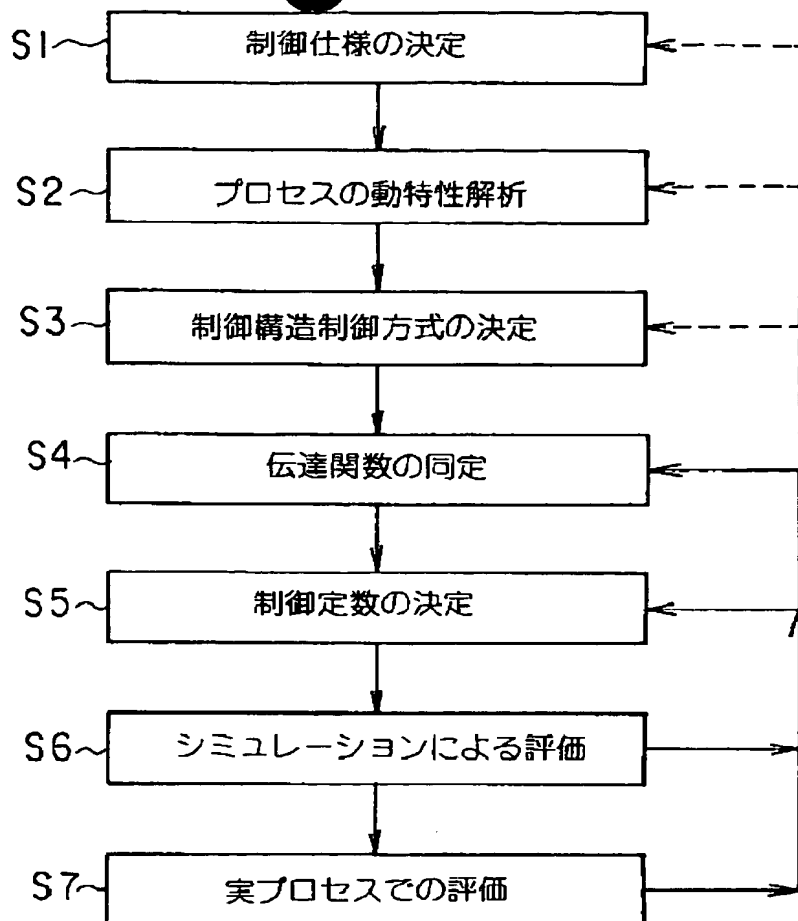 S1 制御仕様の決定
S2 プロセスの動特性解析
S3 制御構造制御方式の決定
S4 伝達関数の同定
S5 制御定数の決定
S6 シミュレーションによる評価
S7 実プロセスでの評価